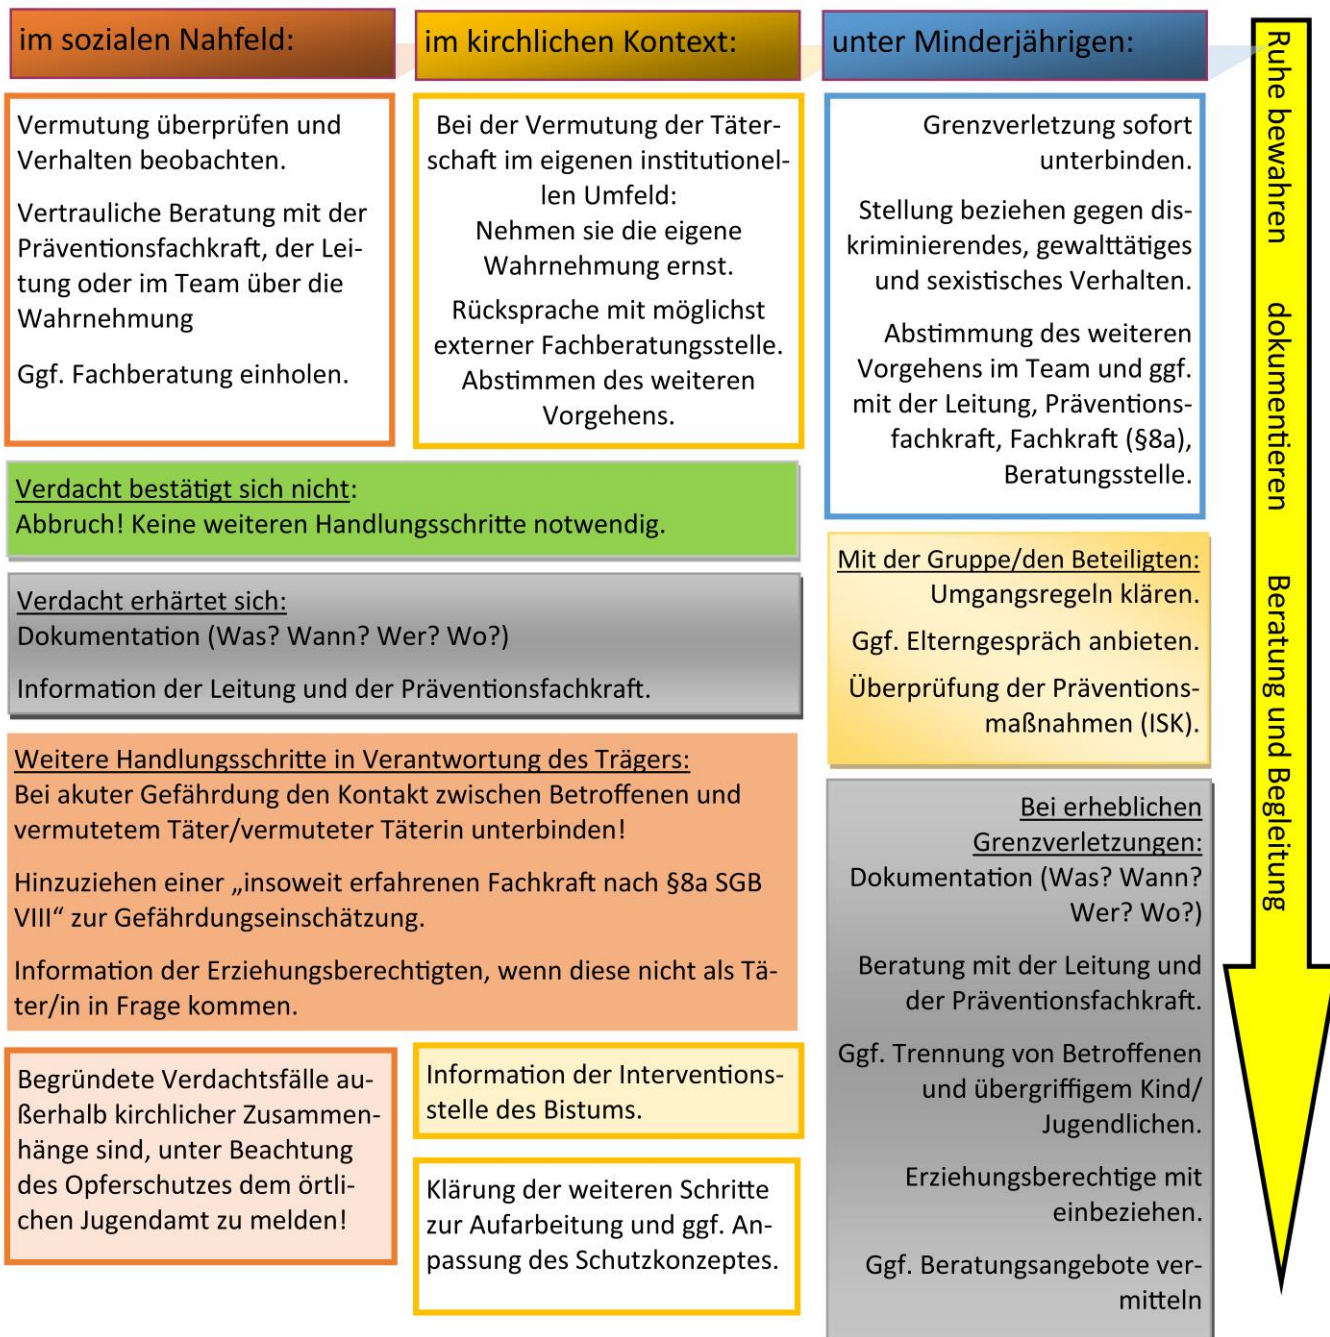 im sozialen Nahfeld:
Vermutung überprüfen und
Verhalten beobachten.
Vertrauliche Beratung mit der
Präventionsfachkraft, der Lei-
tung oder im Team über die
Wahrnehmung
Ggf. Fachberatung einholen.
im kirchlichen Kontext:
Bei der Vermutung der Täter-
schaft im eigenen institutionel-
len Umfeld:
Nehmen sie die eigene
Wahrnehmung ernst.
Rücksprache mit möglichst
externer Fachberatungsstelle.
Abstimmen des weiteren
Vorgehens.
Verdacht bestätigt sich nicht:
Abbruch! Keine weiteren Handlungsschritte notwendig.
Verdacht erhärtet sich:
Dokumentation (Was? Wann? Wer? Wo?)
Information der Leitung und der Präventionsfachkraft.
Weitere Handlungsschritte in Verantwortung des Trägers:
Bei akuter Gefährdung den Kontakt zwischen Betroffenen und
vermutetem Täter/vermuteter Täterin unterbinden!
Hinzuziehen einer „insoweit erfahrenen Fachkraft nach §8a SGB
VIII“ zur Gefährdungseinschätzung.
Information der Erziehungsberechtigten, wenn diese nicht als Tä-
ter/in in Frage kommen.
Begründete Verdachtsfälle au-
ßerhalb kirchlicher Zusammen-
hänge sind, unter Beachtung
des Opferschutzes dem örtli-
chen Jugendamt zu melden!
Information der Interventions-
stelle des Bistums.
Klärung der weiteren Schritte
zur Aufarbeitung und ggf. An-
passung des Schutzkonzeptes.
unter Minderjährigen:
Grenzverletzung sofort
unterbinden.
Stellung beziehen gegen dis-
kriminierendes, gewalttätiges
und sexistisches Verhalten.
Abstimmung des weiteren
Vorgehens im Team und ggf.
mit der Leitung, Präventions-
fachkraft, Fachkraft (§8a),
Beratungsstelle.
Mit der Gruppe/den Beteiligten:
Umgangsregeln klären.
Ggf. Elterngespräch anbieten.
Überprüfung der Präventions-
maßnahmen (ISK).
Bei erheblichen
Grenzverletzungen:
Dokumentation (Was? Wann?
Wer? Wo?)
Beratung mit der Leitung und
der Präventionsfachkraft.
Ggf. Trennung von Betroffenen
und übergriffigem Kind/
Jugendlichen.
Erziehungsberechtige mit
einbeziehen.
Ggf. Beratungsangebote ver-
mitteln
Ruhe bewahren dokumentieren Beratung und Begleitung